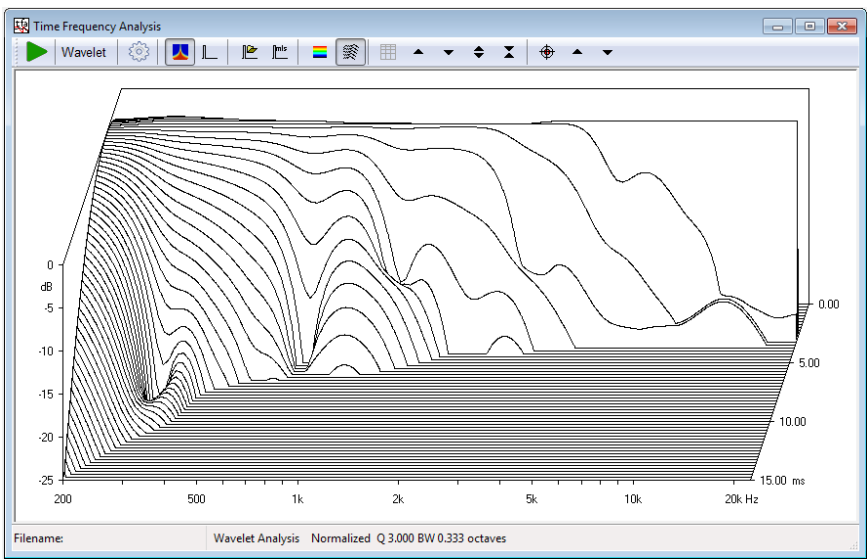 Time Frequency Analysis
Wavelet
mls
0
dB
-5
-10
-15
-20
-25
200
500
1k
2k
5k
10k
20k Hz
0.00
5.00
10.00
15.00 ms
Filename:
Wavelet Analysis Normalized Q 3.000 BW 0.333 octaves